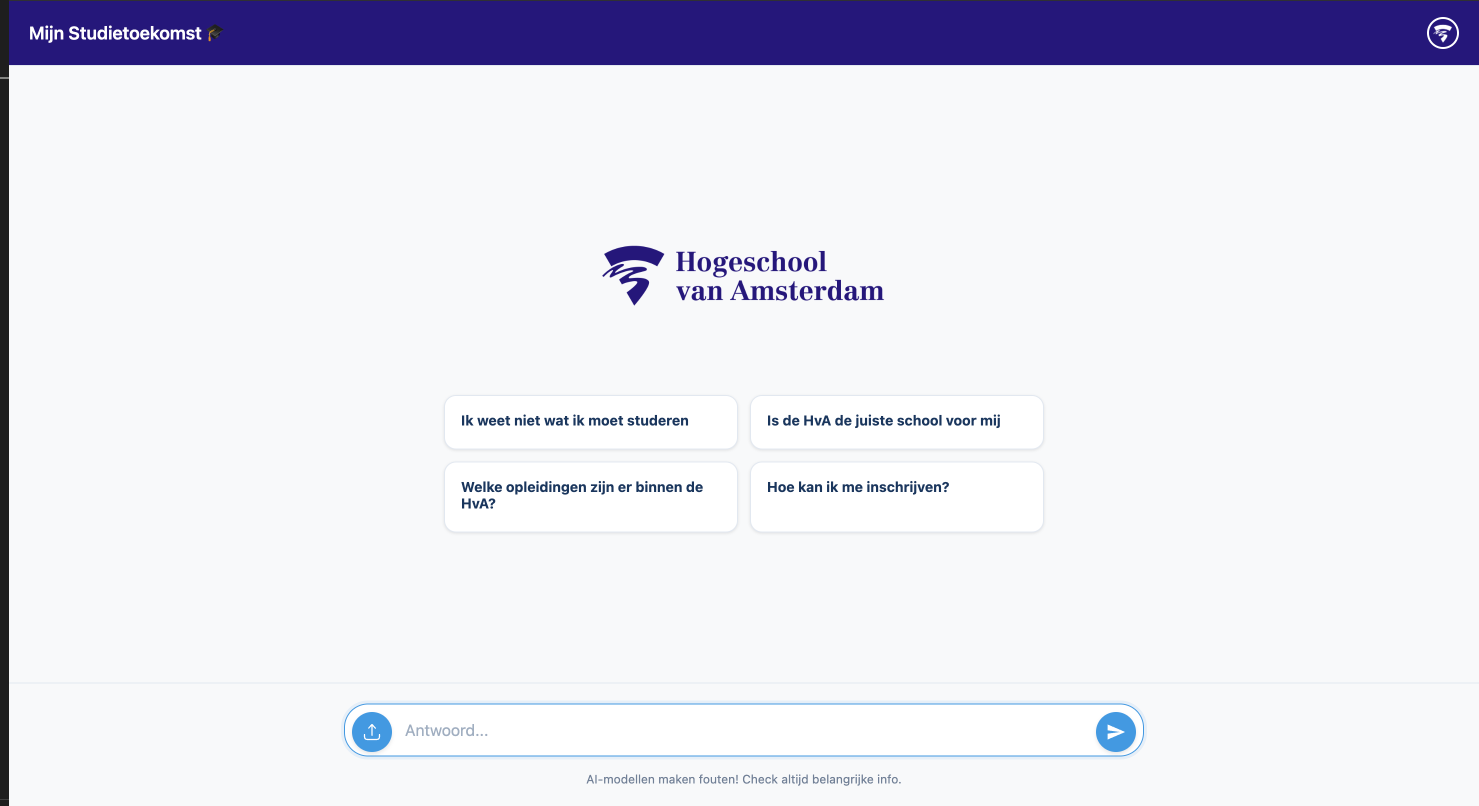 Mijn Studietoekomst 🎓
Hogeschool
van Amsterdam
Ik weet niet wat ik moet studeren
Is de HvA de juiste school voor mij
Welke opleidingen zijn er binnen de
HvA?
Hoe kan ik me inschrijven?
Antwoord...
AI-modellen maken fouten! Check altijd belangrijke info.